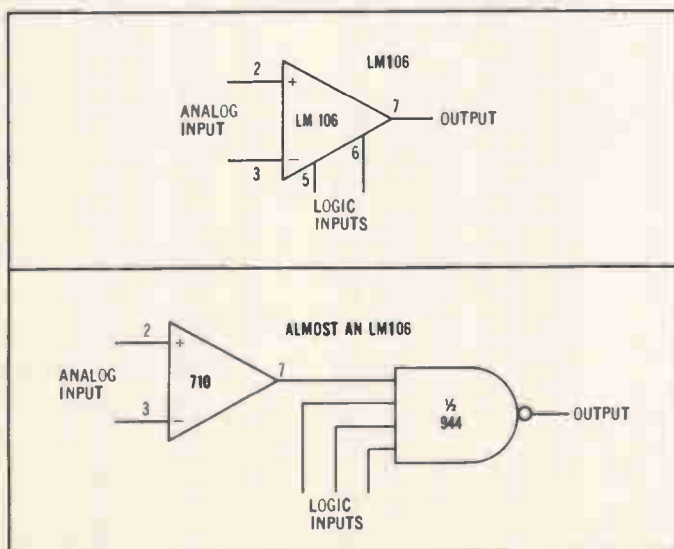 LM106
2
+
7
ANALOG
INPUT
LM 106
OUTPUT
6
−
3
5
LOGIC
INPUTS
ALMOST AN LM106
2
+
7
ANALOG
INPUT
710
½
944
OUTPUT
3
−
LOGIC
INPUTS